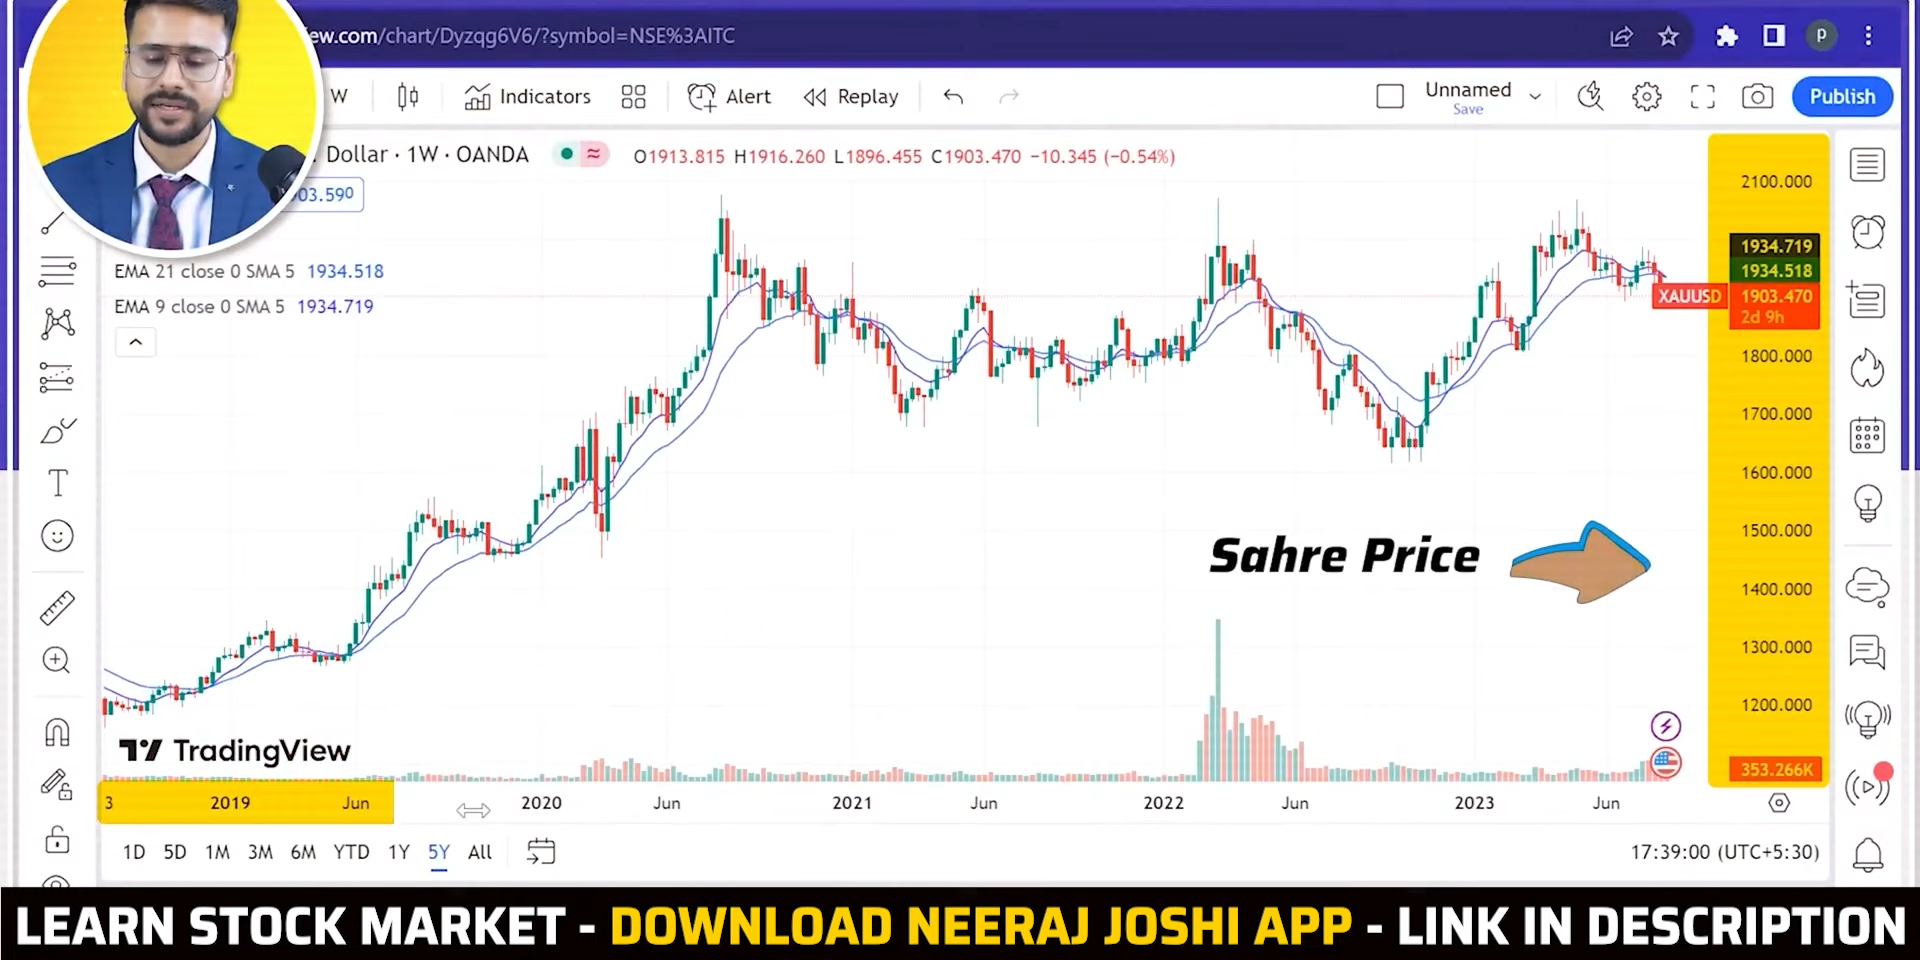 ew.com/chart/Dyzqg6V6/?symbol=NSE%3AITC
P
W
Indicators
Alert
Replay
Unnamed
Save
Publish
Dollar · 1W · OANDA
O1913.815 H1916.260 L1896.455 C1903.470 −10.345 (−0.54%)
03.590
EMA 21 close 0 SMA 5 1934.518
EMA 9 close 0 SMA 5 1934.719
2100.000
1934.719
1934.518
XAUUSD 1903.470
2d 9h
1800.000
1700.000
1600.000
1500.000
1400.000
1300.000
1200.000
353.266K
Sahre Price
TradingView
3 2019 Jun 2020 Jun 2021 Jun 2022 Jun 2023 Jun
1D 5D 1M 3M 6M YTD 1Y 5Y All
17:39:00 (UTC+5:30)
LEARN STOCK MARKET - DOWNLOAD NEERAJ JOSHI APP - LINK IN DESCRIPTION